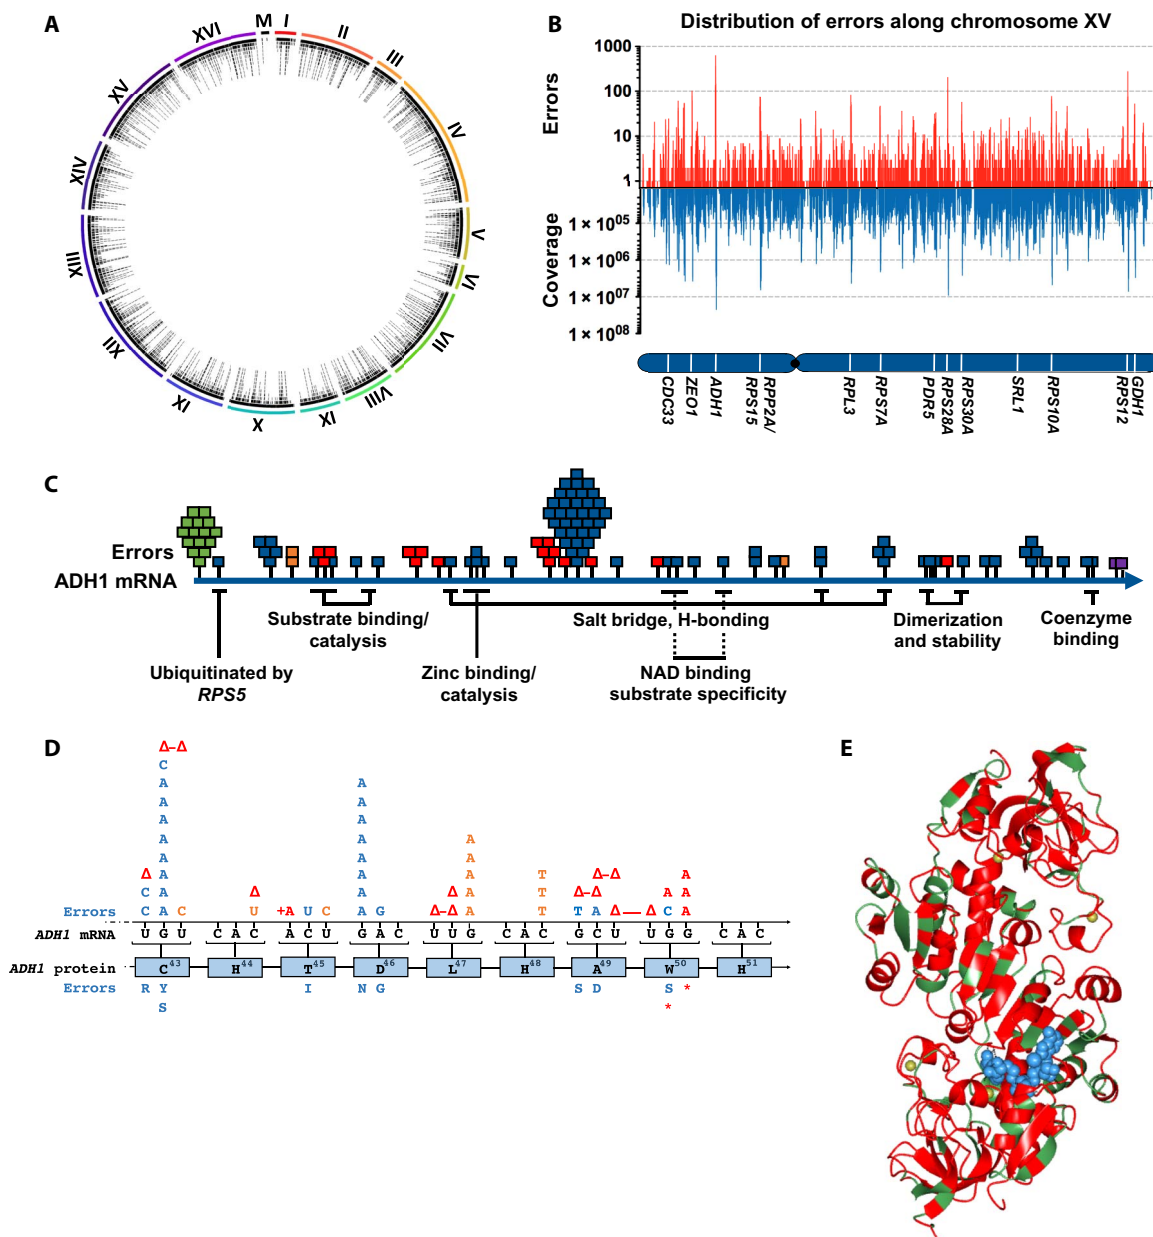 A
M
I
II
III
IV
V
VI
VII
VIII
IX
X
IX
XII
XIII
XIV
XV
XVI
B
Distribution of errors along chromosome XV
Errors
1000
100
10
1
Coverage
1 × 10⁰⁵
1 × 10⁰⁶
1 × 10⁰⁷
1 × 10⁰⁸
CDC33
ZEO1
ADH1
RPS15
RPP2A/
RPL3
RPS7A
PDR5
RPS28A
RPS30A
SRL1
RPS10A
RPS12
GDH1
C
Errors
ADH1 mRNA
Substrate binding/
catalysis
Salt bridge, H-bonding
Dimerization
and stability
Coenzyme
binding
Ubiquitinated by
RPS5
Zinc binding/
catalysis
NAD binding
substrate specificity
D
Δ–Δ
C
A A
A A
A A
A A A
A A A
Δ A A Δ–Δ A
C A Δ A Δ A T Δ–Δ A A
Errors C A C U +A U C A G Δ–Δ A T T A Δ — Δ C A
ADH1 mRNA U G U C A C A C U G A C U U G C A C G C U U G G C A C
ADH1 protein C⁴³ H⁴⁴ T⁴⁵ D⁴⁶ L⁴⁷ H⁴⁸ A⁴⁹ W⁵⁰ H⁵¹
Errors R Y I N G S D S *
S *
E